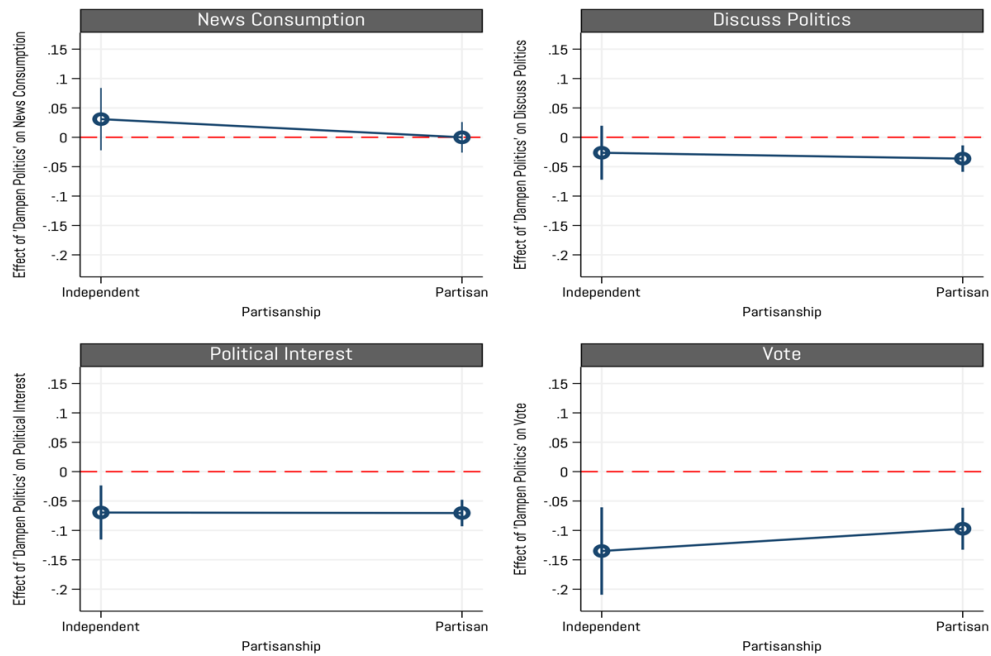 News Consumption
Effect of 'Dampen Politics' on News Consumption
.15
.1
.05
0
-.05
-.1
-.15
-.2
Independent
Partisan
Partisanship
Discuss Politics
Effect of 'Dampen Politics' on Discuss Politics
.15
.1
.05
0
-.05
-.1
-.15
-.2
Independent
Partisan
Partisanship
Political Interest
Effect of 'Dampen Politics' on Political Interest
.15
.1
.05
0
-.05
-.1
-.15
-.2
Independent
Partisan
Partisanship
Vote
Effect of 'Dampen Politics' on Vote
.15
.1
.05
0
-.05
-.1
-.15
-.2
Independent
Partisan
Partisanship